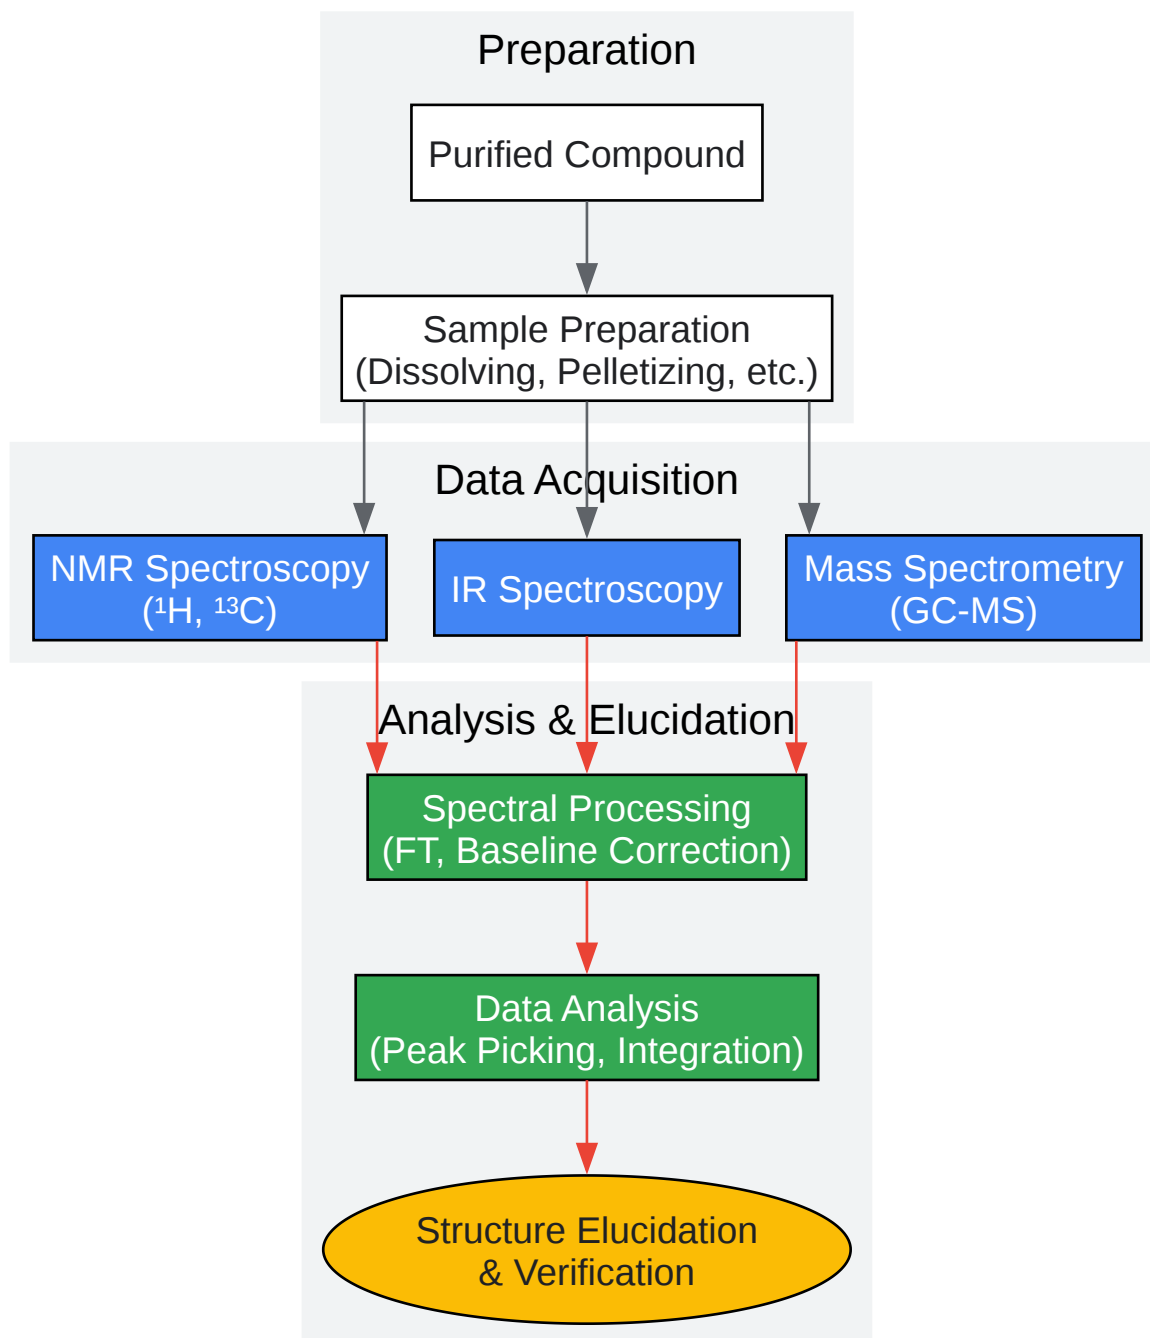 Preparation
Purified Compound
Sample Preparation
(Dissolving, Pelletizing, etc.)
Data Acquisition
NMR Spectroscopy
(¹H, ¹³C)
IR Spectroscopy
Mass Spectrometry
(GC-MS)
Analysis & Elucidation
Spectral Processing
(FT, Baseline Correction)
Data Analysis
(Peak Picking, Integration)
Structure Elucidation
& Verification